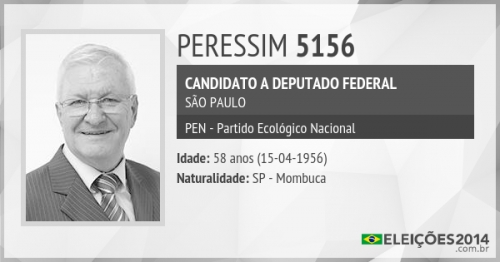 PERESSIM 5156
CANDIDATO A DEPUTADO FEDERAL
SÃO PAULO
PEN - Partido Ecológico Nacional
Idade: 58 anos (15-04-1956)
Naturalidade: SP - Mombuca
ELEIÇÕES2014
.com.br